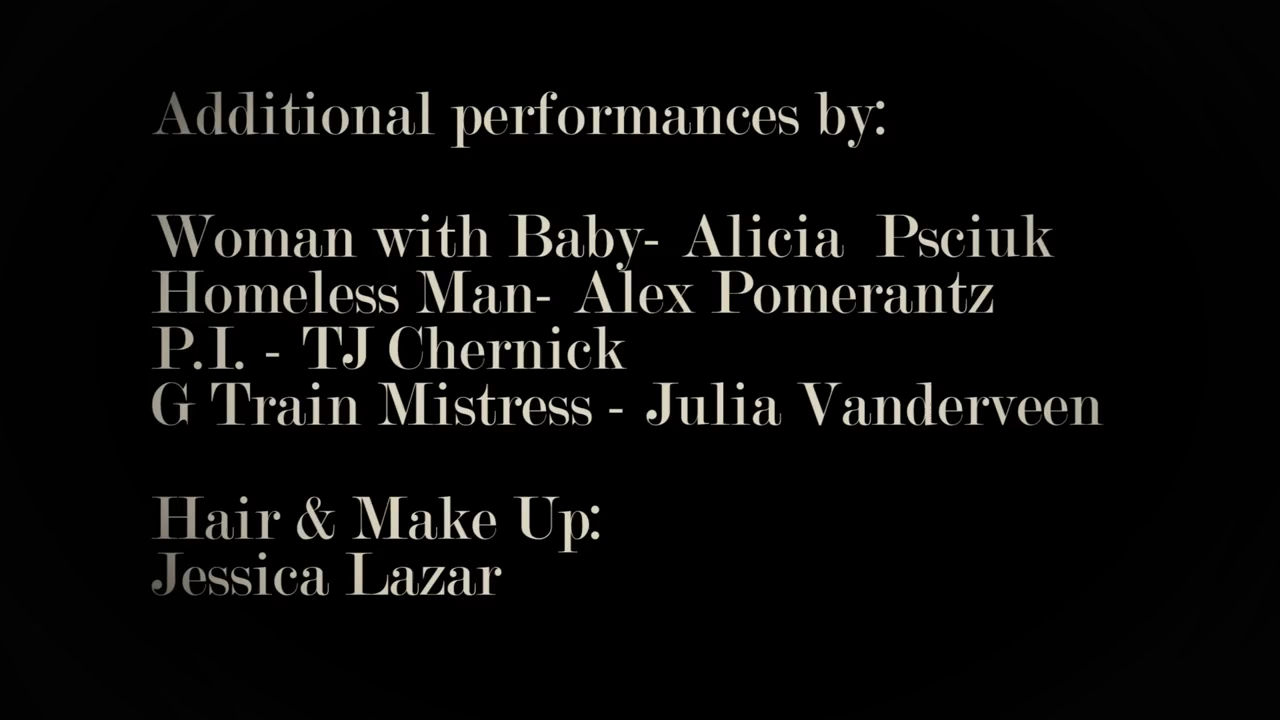 Additional performances by:
Woman with Baby- Alicia Psciuk
Homeless Man- Alex Pomerantz
P.I. - TJ Chernick
G Train Mistress - Julia Vanderveen
Hair & Make Up:
Jessica Lazar